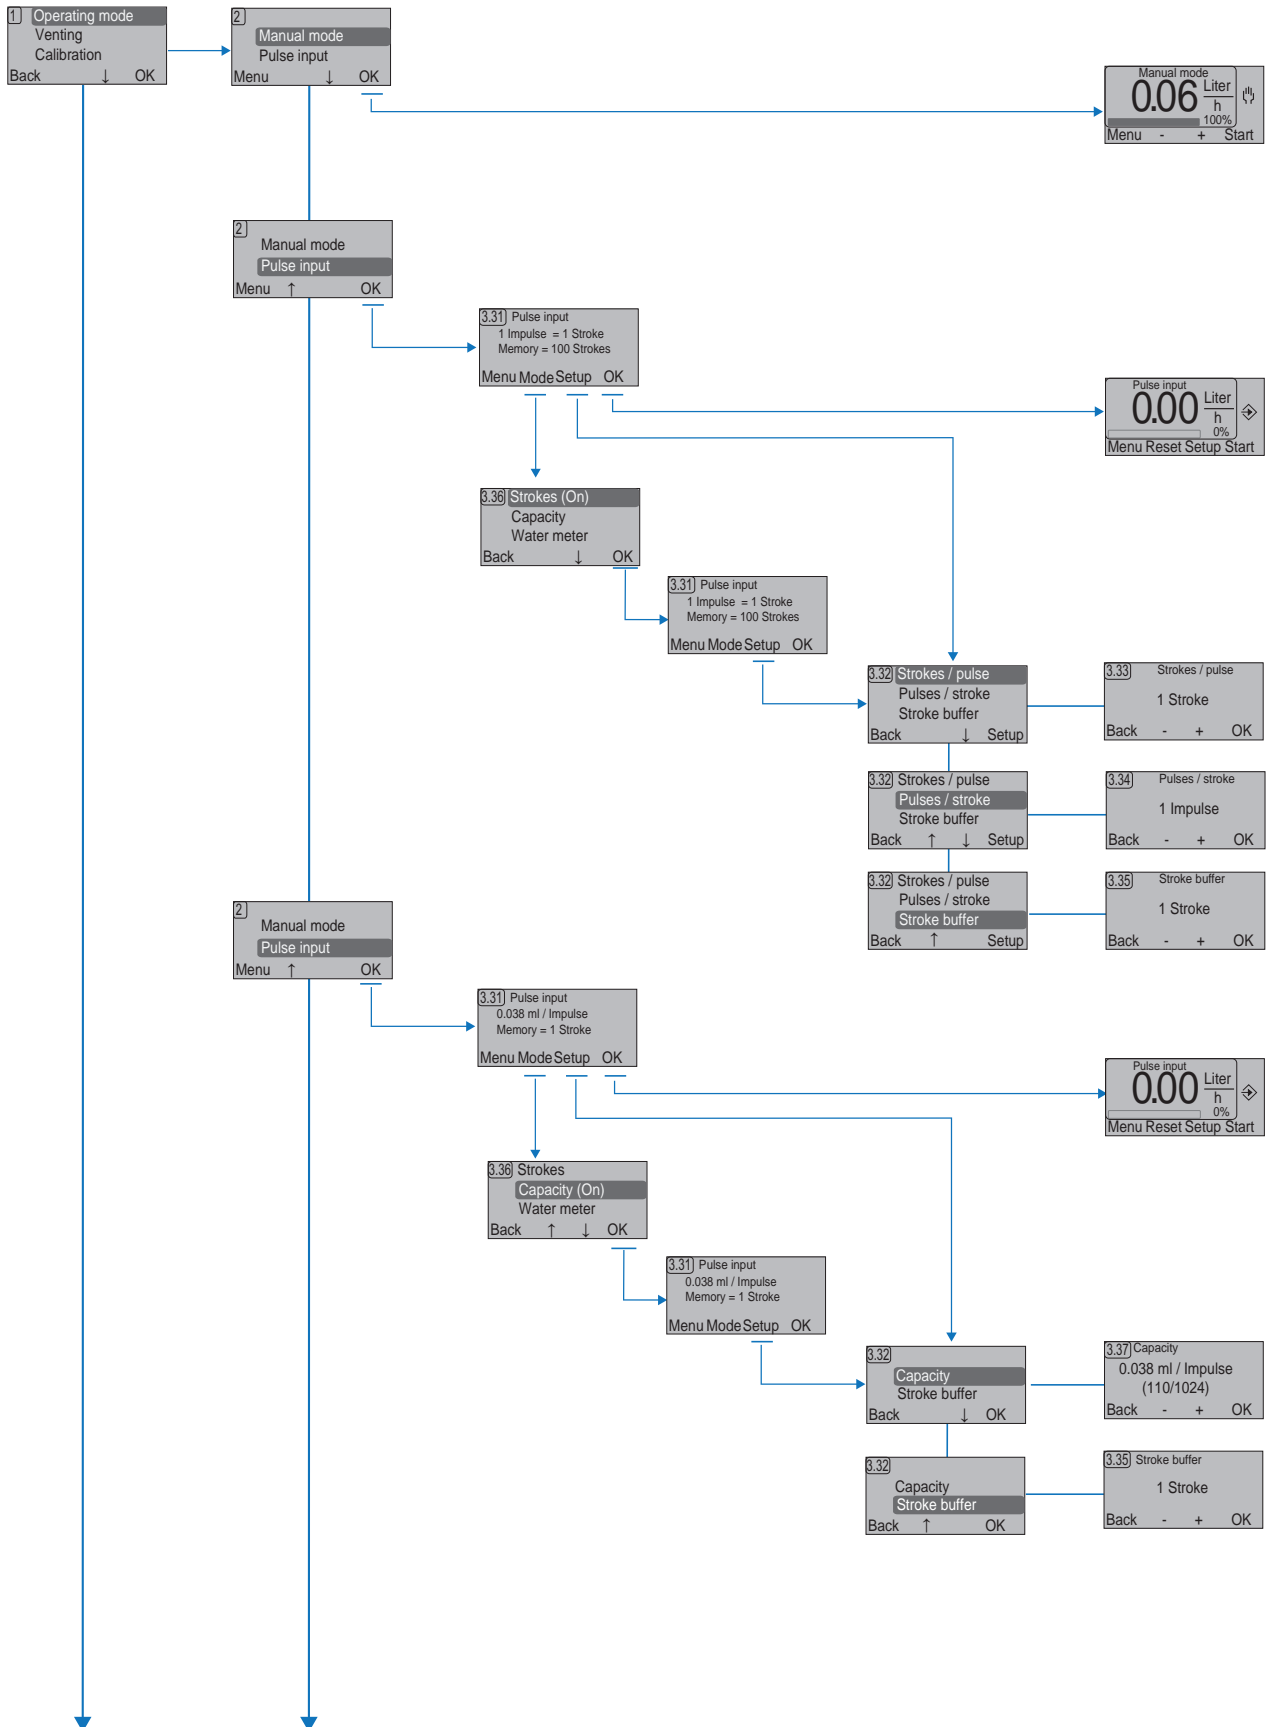 1 Operating mode
Venting
Calibration
Back ↓ OK
2
Manual mode
Pulse input
Menu ↓ OK
Manual mode
0.06 Liter
h
100%
Menu - + Start
2
Manual mode
Pulse input
Menu ↑ OK
3.31 Pulse input
1 Impulse = 1 Stroke
Memory = 100 Strokes
Menu Mode Setup OK
Pulse input
0.00 Liter
h
0%
Menu Reset Setup Start
3.36 Strokes (On)
Capacity
Water meter
Back ↓ OK
3.31 Pulse input
1 Impulse = 1 Stroke
Memory = 100 Strokes
Menu Mode Setup OK
3.32 Strokes / pulse
Pulses / stroke
Stroke buffer
Back ↓ Setup
3.33 Strokes / pulse
1 Stroke
Back - + OK
3.32 Strokes / pulse
Pulses / stroke
Stroke buffer
Back ↑ ↓ Setup
3.34 Pulses / stroke
1 Impulse
Back - + OK
3.32 Strokes / pulse
Pulses / stroke
Stroke buffer
Back ↑ Setup
3.35 Stroke buffer
1 Stroke
Back - + OK
2
Manual mode
Pulse input
Menu ↑ OK
3.31 Pulse input
0.038 ml / Impulse
Memory = 1 Stroke
Menu Mode Setup OK
Pulse input
0.00 Liter
h
0%
Menu Reset Setup Start
3.36 Strokes
Capacity (On)
Water meter
Back ↑ ↓ OK
3.31 Pulse input
0.038 ml / Impulse
Memory = 1 Stroke
Menu Mode Setup OK
3.32
Capacity
Stroke buffer
Back ↓ OK
3.37 Capacity
0.038 ml / Impulse
(110/1024)
Back - + OK
3.32
Capacity
Stroke buffer
Back ↑ OK
3.35 Stroke buffer
1 Stroke
Back - + OK